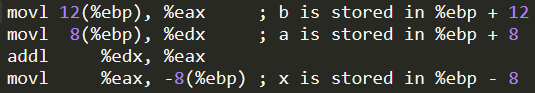 movl 12(%ebp), %eax ; b is stored in %ebp + 12
movl 8(%ebp), %edx ; a is stored in %ebp + 8
addl %edx, %eax
movl %eax, -8(%ebp) ; x is stored in %ebp - 8